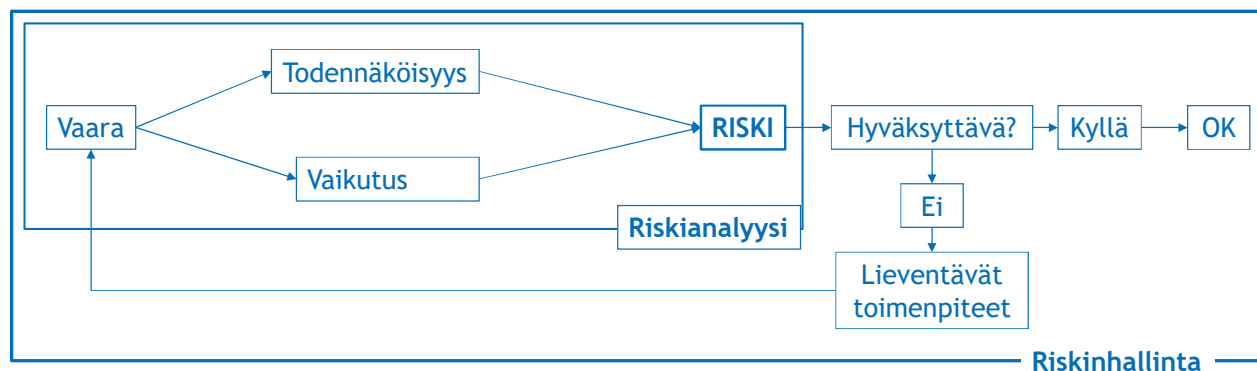 Todennäköisyys
Vaara
RISKI
Hyväksyttävä?
Kyllä
OK
Vaikutus
Ei
Riskianalyysi
Lieventävät
toimenpiteet
Riskinhallinta